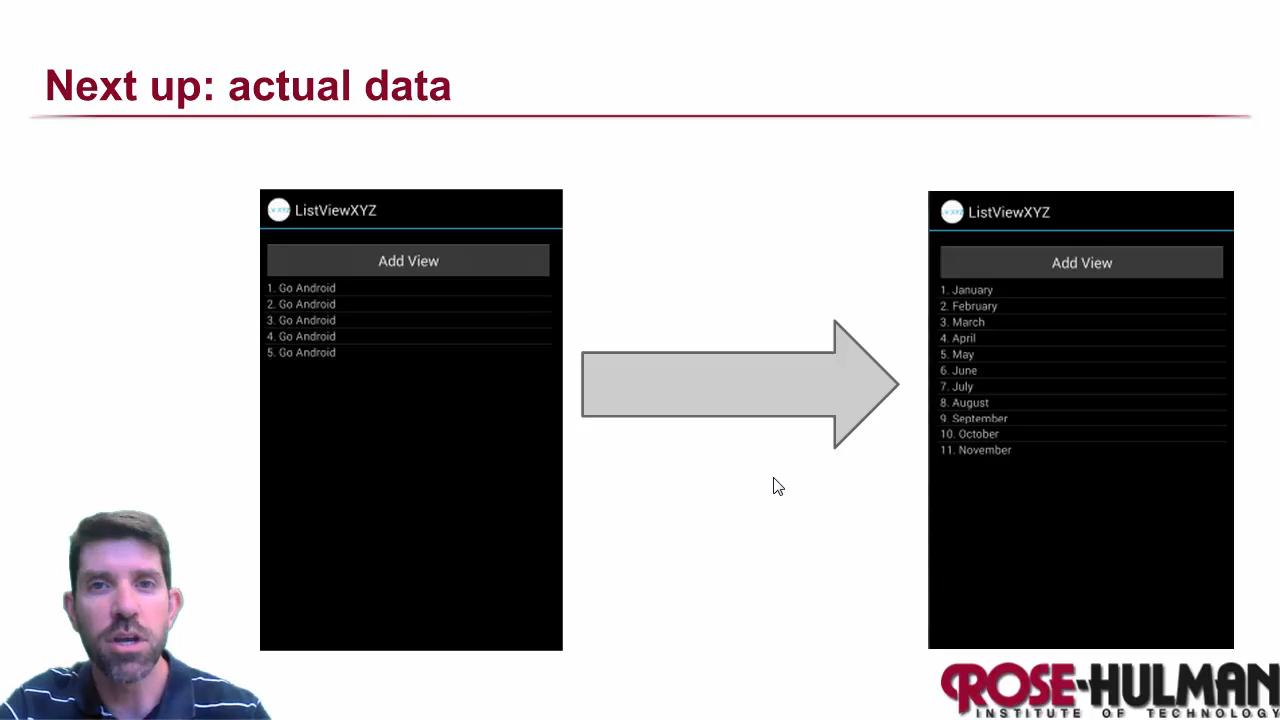 Next up: actual data
ListViewXYZ
Add View
1. Go Android
2. Go Android
3. Go Android
4. Go Android
5. Go Android
ListViewXYZ
Add View
1. January
2. February
3. March
4. April
5. May
6. June
7. July
8. August
9. September
10. October
11. November
ROSE-HULMAN
INSTITUTE OF TECHNOLOGY